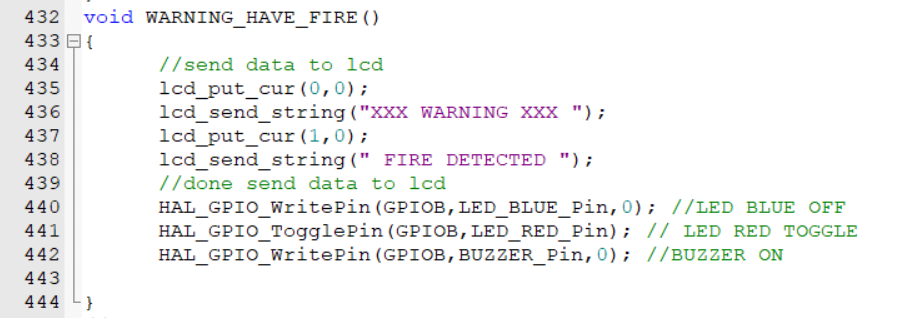 432 void WARNING_HAVE_FIRE()
433 {
434 //send data to lcd
435 lcd_put_cur(0,0);
436 lcd_send_string("XXX WARNING XXX ");
437 lcd_put_cur(1,0);
438 lcd_send_string(" FIRE DETECTED ");
439 //done send data to lcd
440 HAL_GPIO_WritePin(GPIOB,LED_BLUE_Pin,0); //LED BLUE OFF
441 HAL_GPIO_TogglePin(GPIOB,LED_RED_Pin); // LED RED TOGGLE
442 HAL_GPIO_WritePin(GPIOB,BUZZER_Pin,0); //BUZZER ON
443
444 }